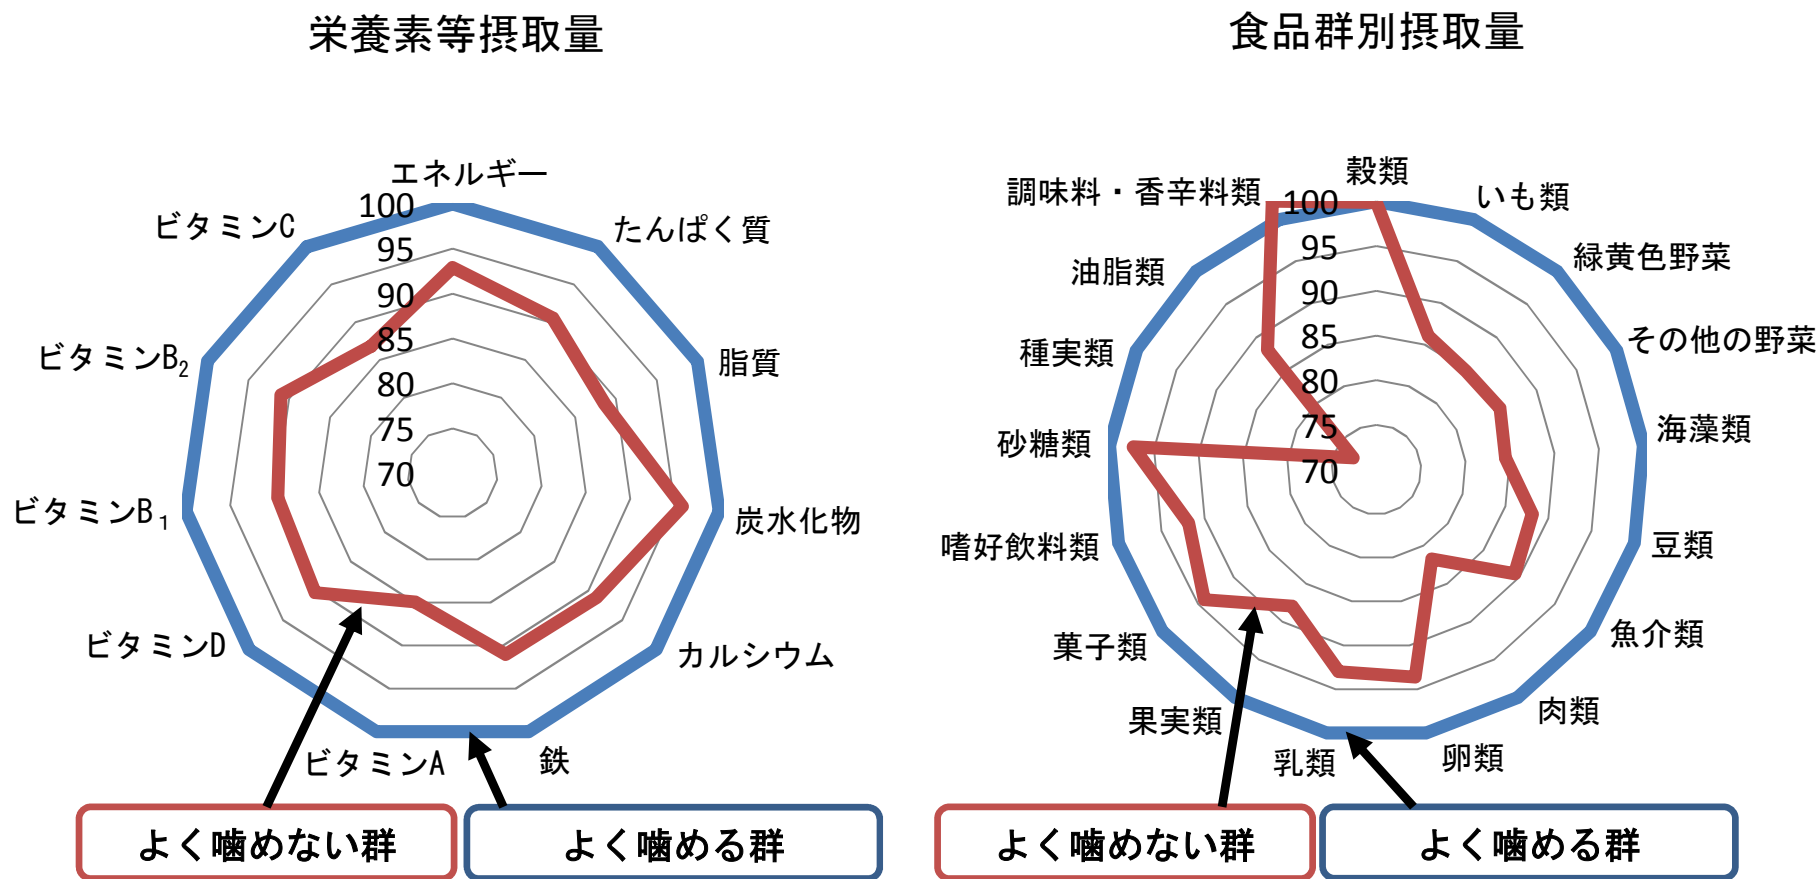 栄養素等摂取量
エネルギー
たんぱく質
脂質
炭水化物
カルシウム
鉄
ビタミンA
ビタミンD
ビタミンB₁
ビタミンB₂
ビタミンC
100
95
90
85
80
75
70
よく噛めない群
よく噛める群
食品群別摂取量
穀類
いも類
緑黄色野菜
その他の野菜
海藻類
豆類
魚介類
肉類
卵類
乳類
果実類
菓子類
嗜好飲料類
砂糖類
種実類
油脂類
調味料・香辛料類
100
95
90
85
80
75
70
よく噛めない群
よく噛める群